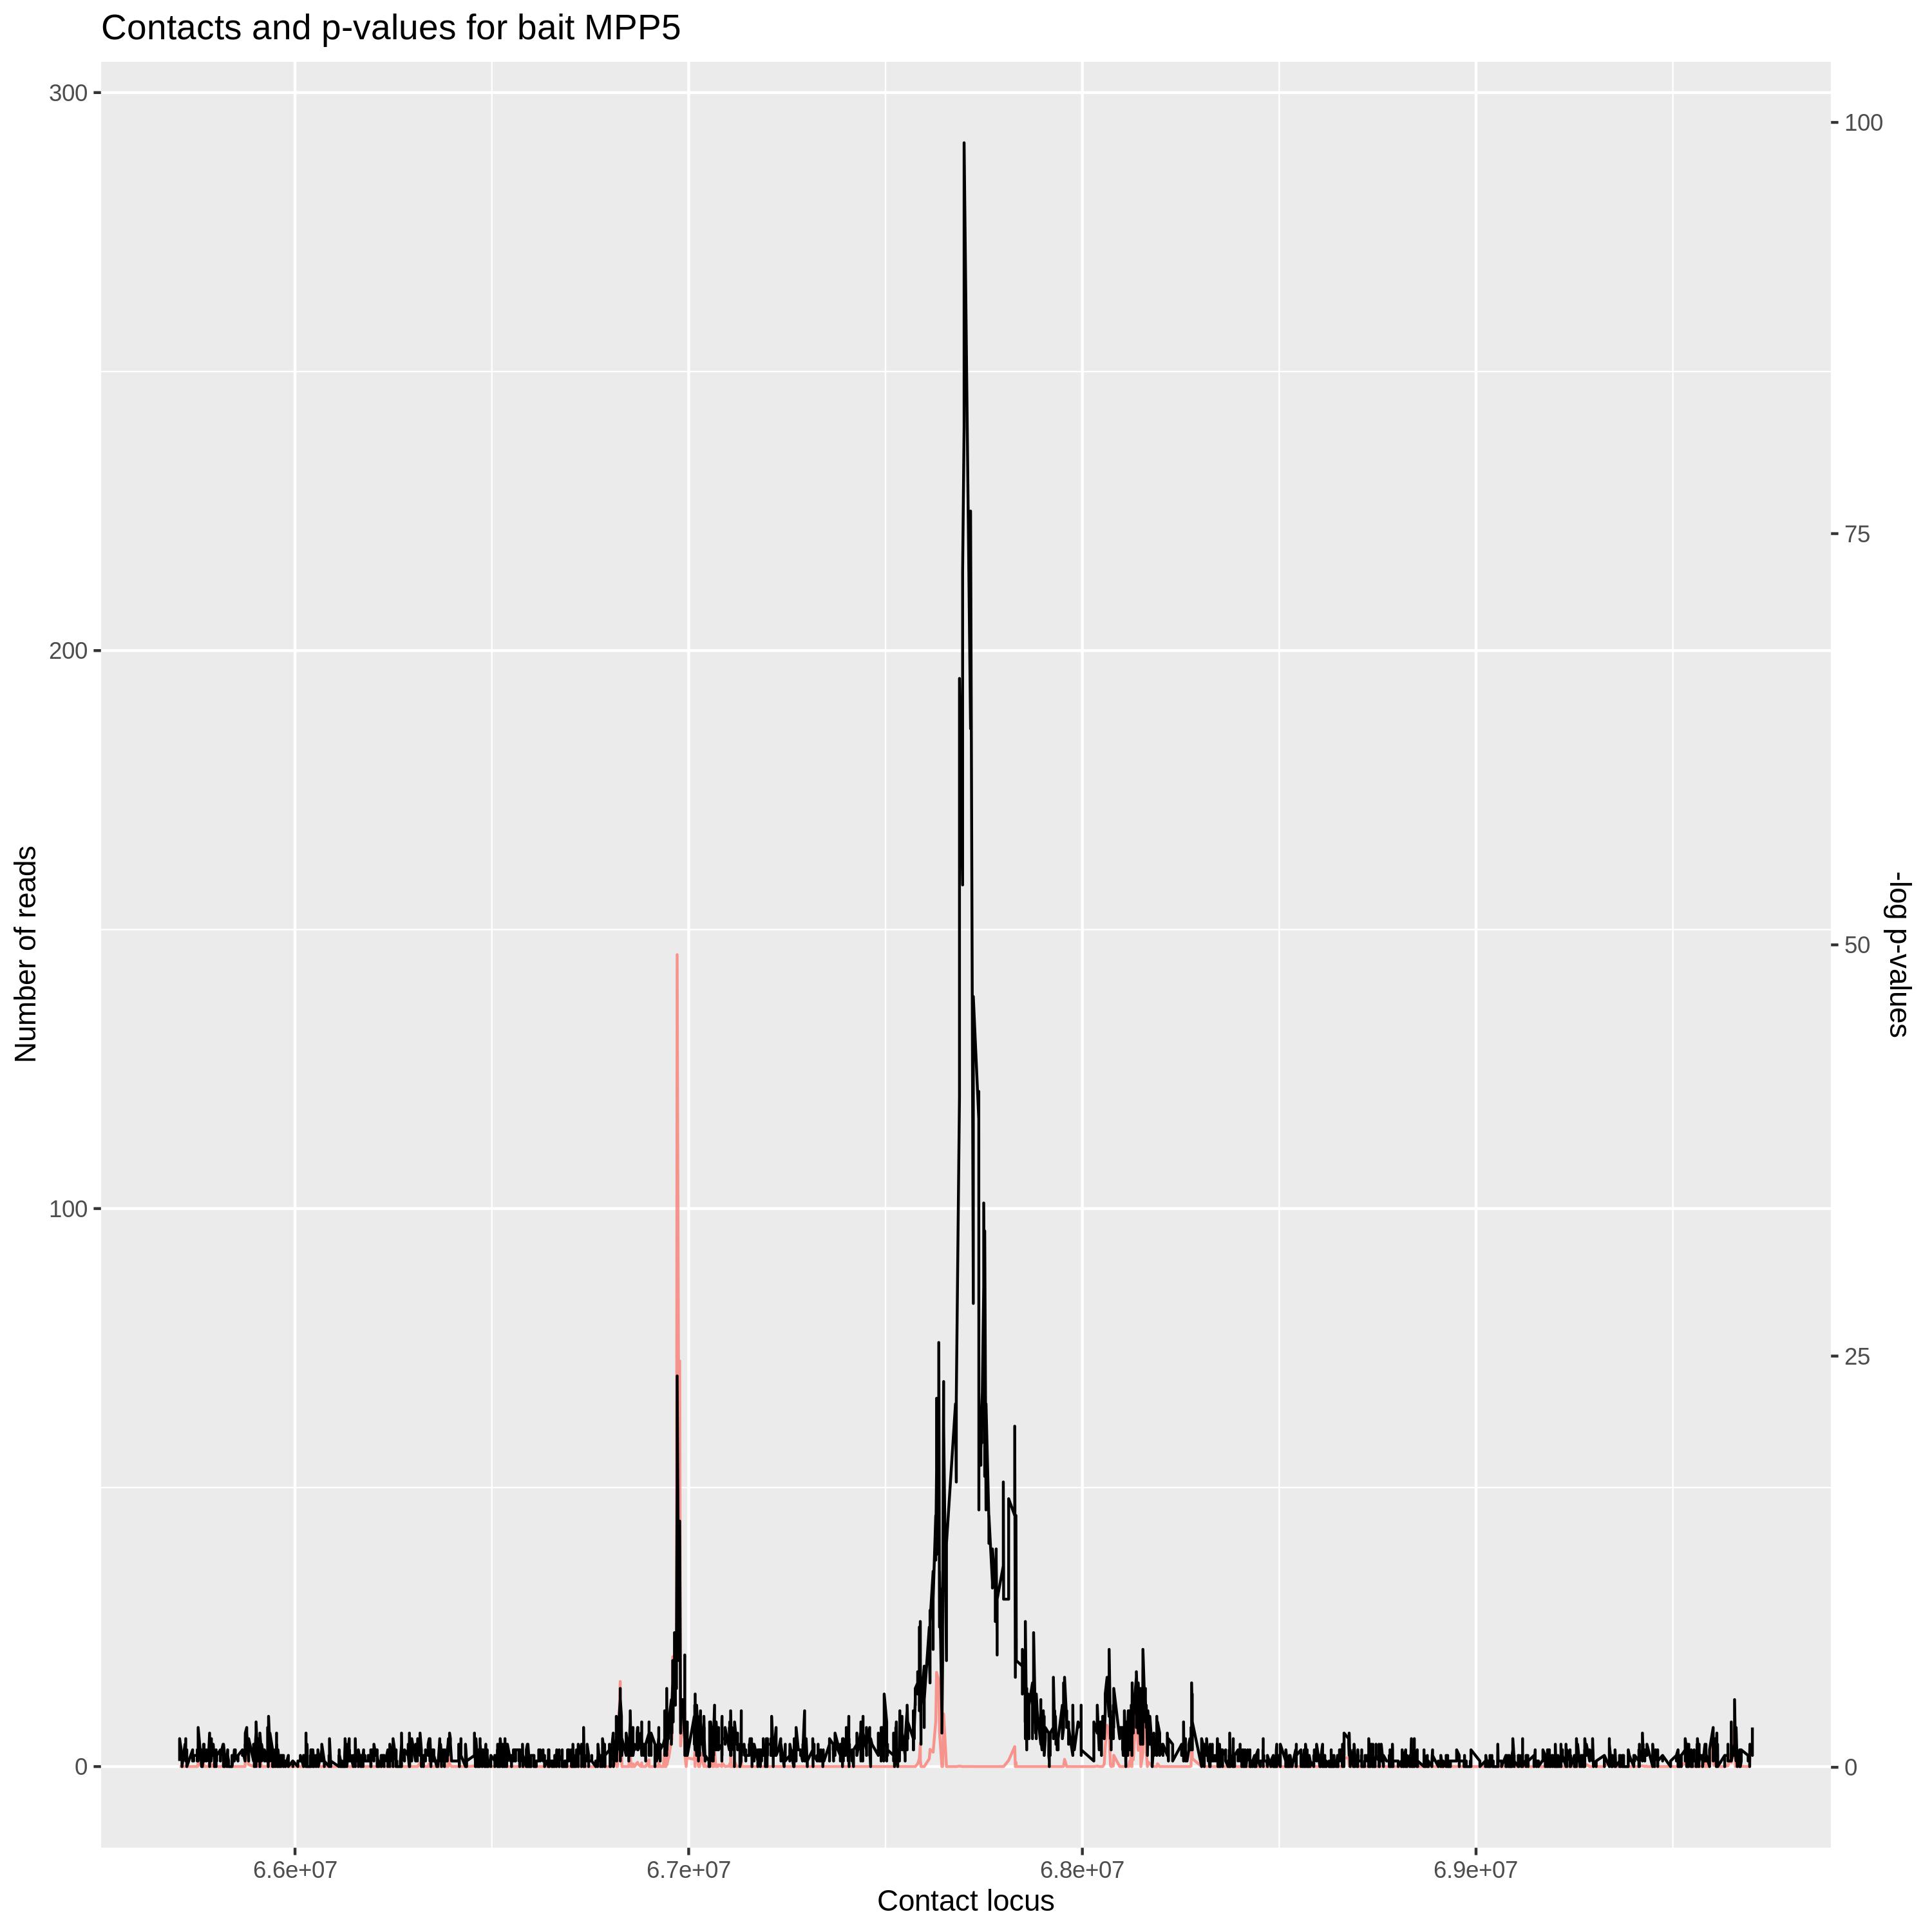 Contacts and p-values for bait MPP5
300
200
100
0
Number of reads
100
75
50
25
0
-log p-values
6.6e+07 6.7e+07 6.8e+07 6.9e+07
Contact locus